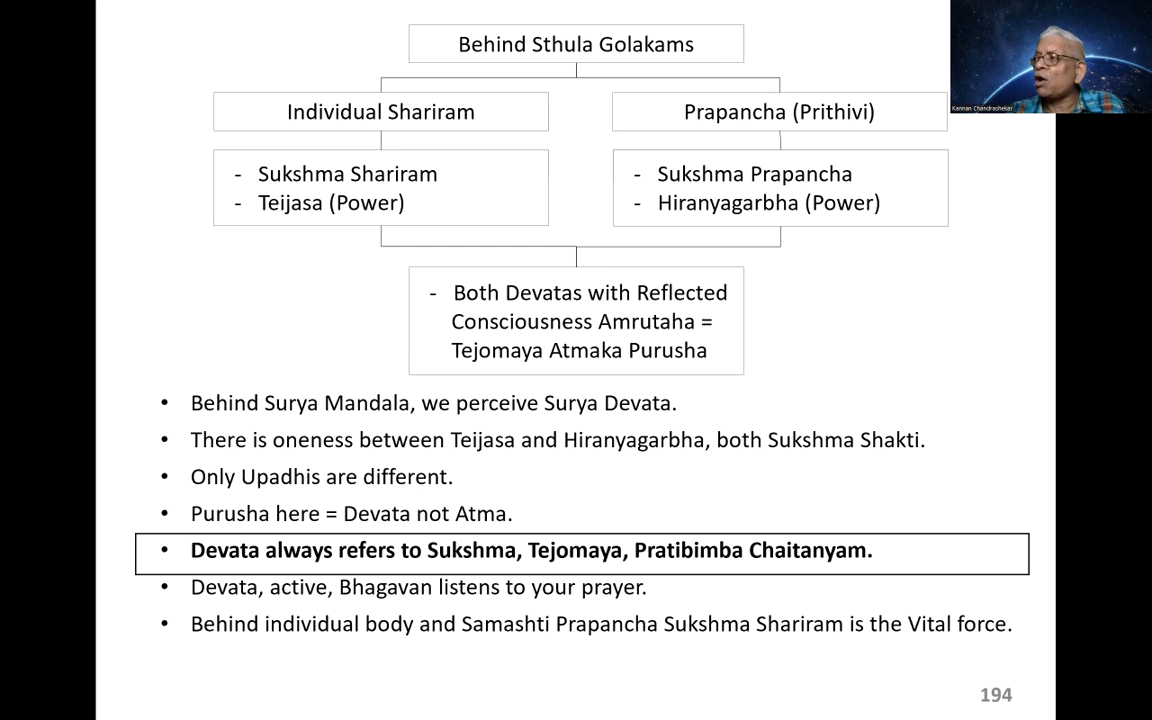 Behind Sthula Golakams
Individual Shariram
Prapancha (Prithivi)
- Sukshma Shariram
- Teijasa (Power)
- Sukshma Prapancha
- Hiranyagarbha (Power)
- Both Devatas with Reflected
Consciousness Amrutaha =
Tejomaya Atmaka Purusha
• Behind Surya Mandala, we perceive Surya Devata.
• There is oneness between Teijasa and Hiranyagarbha, both Sukshma Shakti.
• Only Upadhis are different.
• Purusha here = Devata not Atma.
• Devata always refers to Sukshma, Tejomaya, Pratibimba Chaitanyam.
• Devata, active, Bhagavan listens to your prayer.
• Behind individual body and Samashti Prapancha Sukshma Shariram is the Vital force.
194
Kannan Chandrashekar